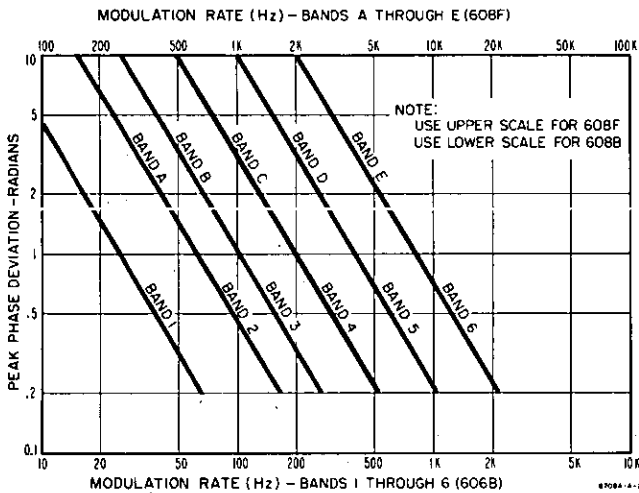 MODULATION RATE (Hz) – BANDS A THROUGH E (608F)
100 200 500 1K 2K 5K 10K 20K 50K 100K
10
5
2
1
.5
.2
0.1
PEAK PHASE DEVIATION – RADIANS
NOTE:
USE UPPER SCALE FOR 608F
USE LOWER SCALE FOR 608B
BAND A
BAND B
BAND C
BAND D
BAND E
BAND 1
BAND 2
BAND 3
BAND 4
BAND 5
BAND 6
10 20 50 100 200 500 1K 2K 5K 10K
MODULATION RATE (Hz) – BANDS 1 THROUGH 6 (606B)